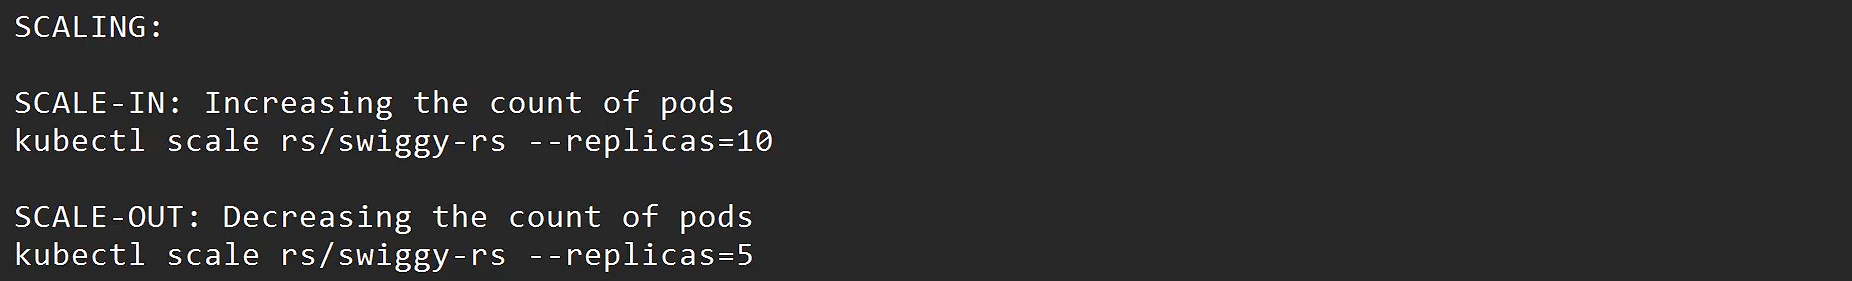 SCALING:
SCALE-IN: Increasing the count of pods
kubectl scale rs/swiggy-rs --replicas=10
SCALE-OUT: Decreasing the count of pods
kubectl scale rs/swiggy-rs --replicas=5